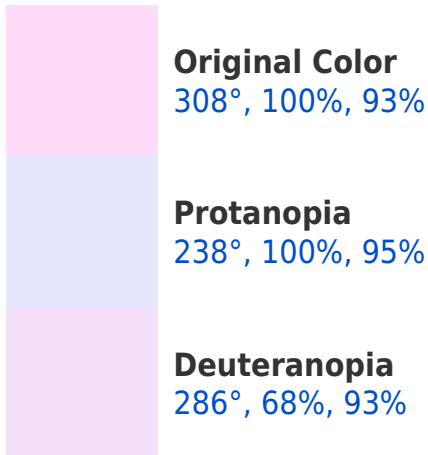 Original Color
308°, 100%, 93%
Protanopia
238°, 100%, 95%
Deuteranopia
286°, 68%, 93%